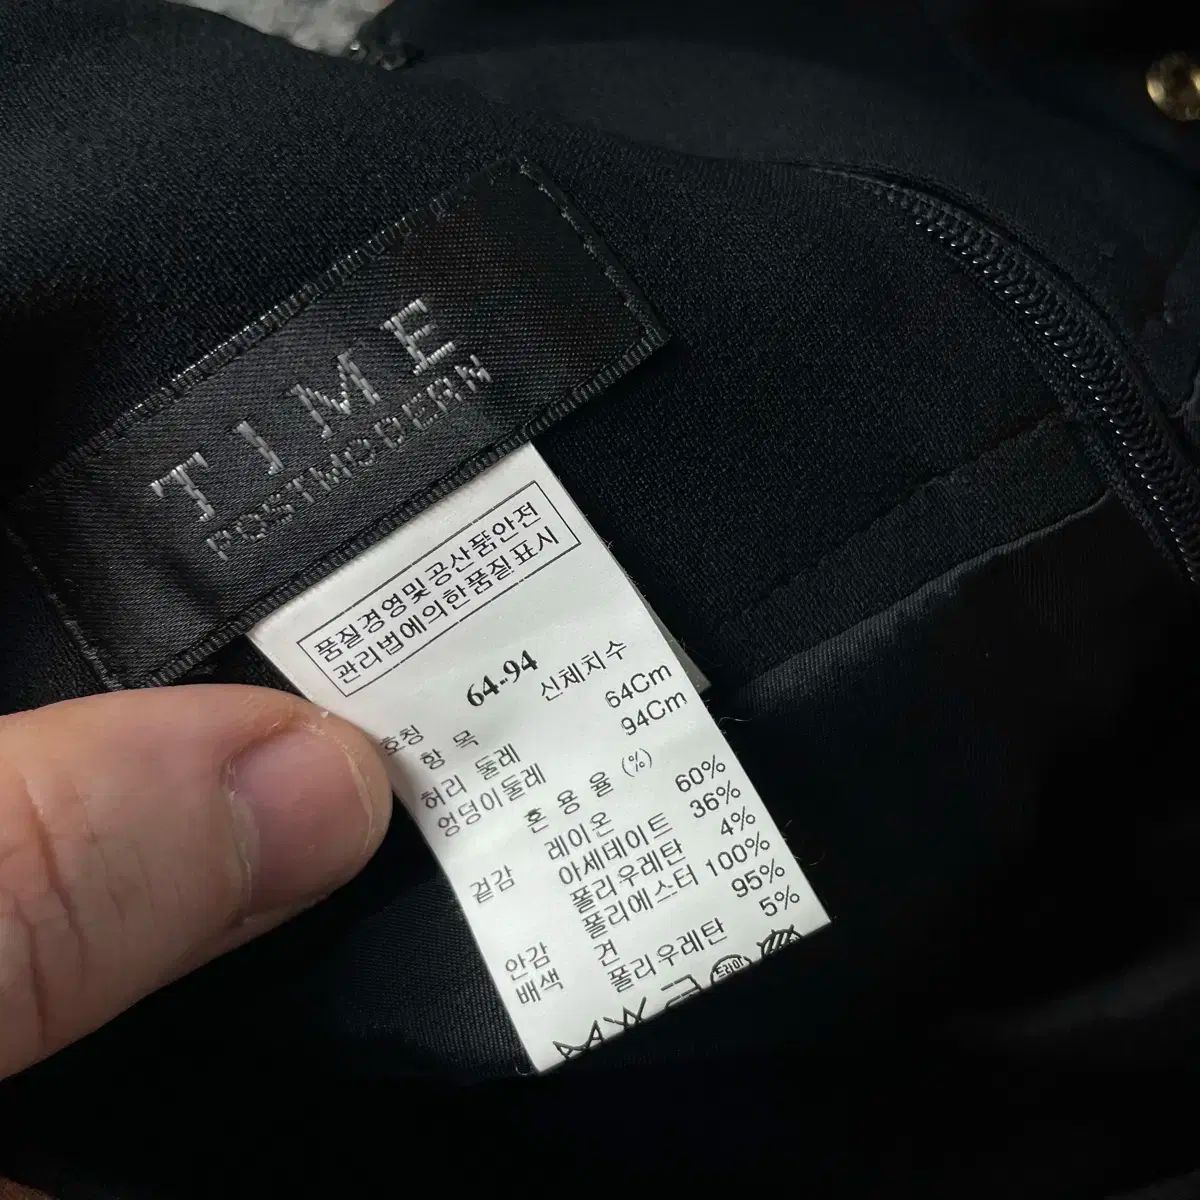 TIME
POSTMODERN
품질경영및공산품안전
관리법에의한품질표시
호칭 64-94
항 목 신체치수
허리 둘레 64Cm
엉덩이둘레 94Cm
혼 용 율 (%)
겉감 레이온 60%
아세테이트 36%
폴리우레탄 4%
안감 폴리에스터 100%
배색 견 95%
폴리우레탄 5%
드라이